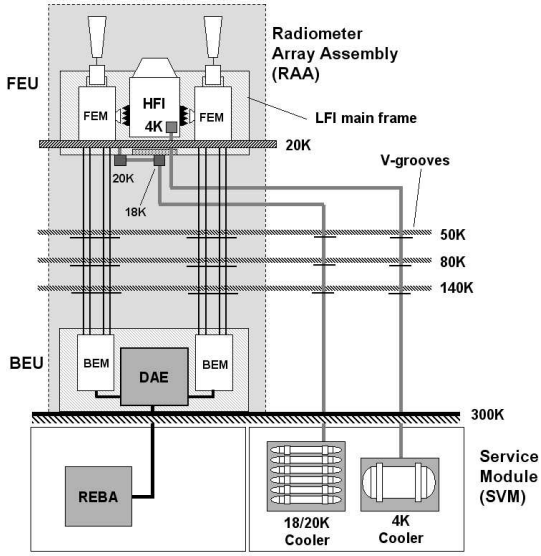 Radiometer
Array Assembly
(RAA)
FEU
HFI
FEM
FEM
4K
LFI main frame
20K
20K
18K
V-grooves
50K
80K
140K
BEU
BEM
DAE
BEM
300K
REBA
18/20K
Cooler
4K
Cooler
Service
Module
(SVM)